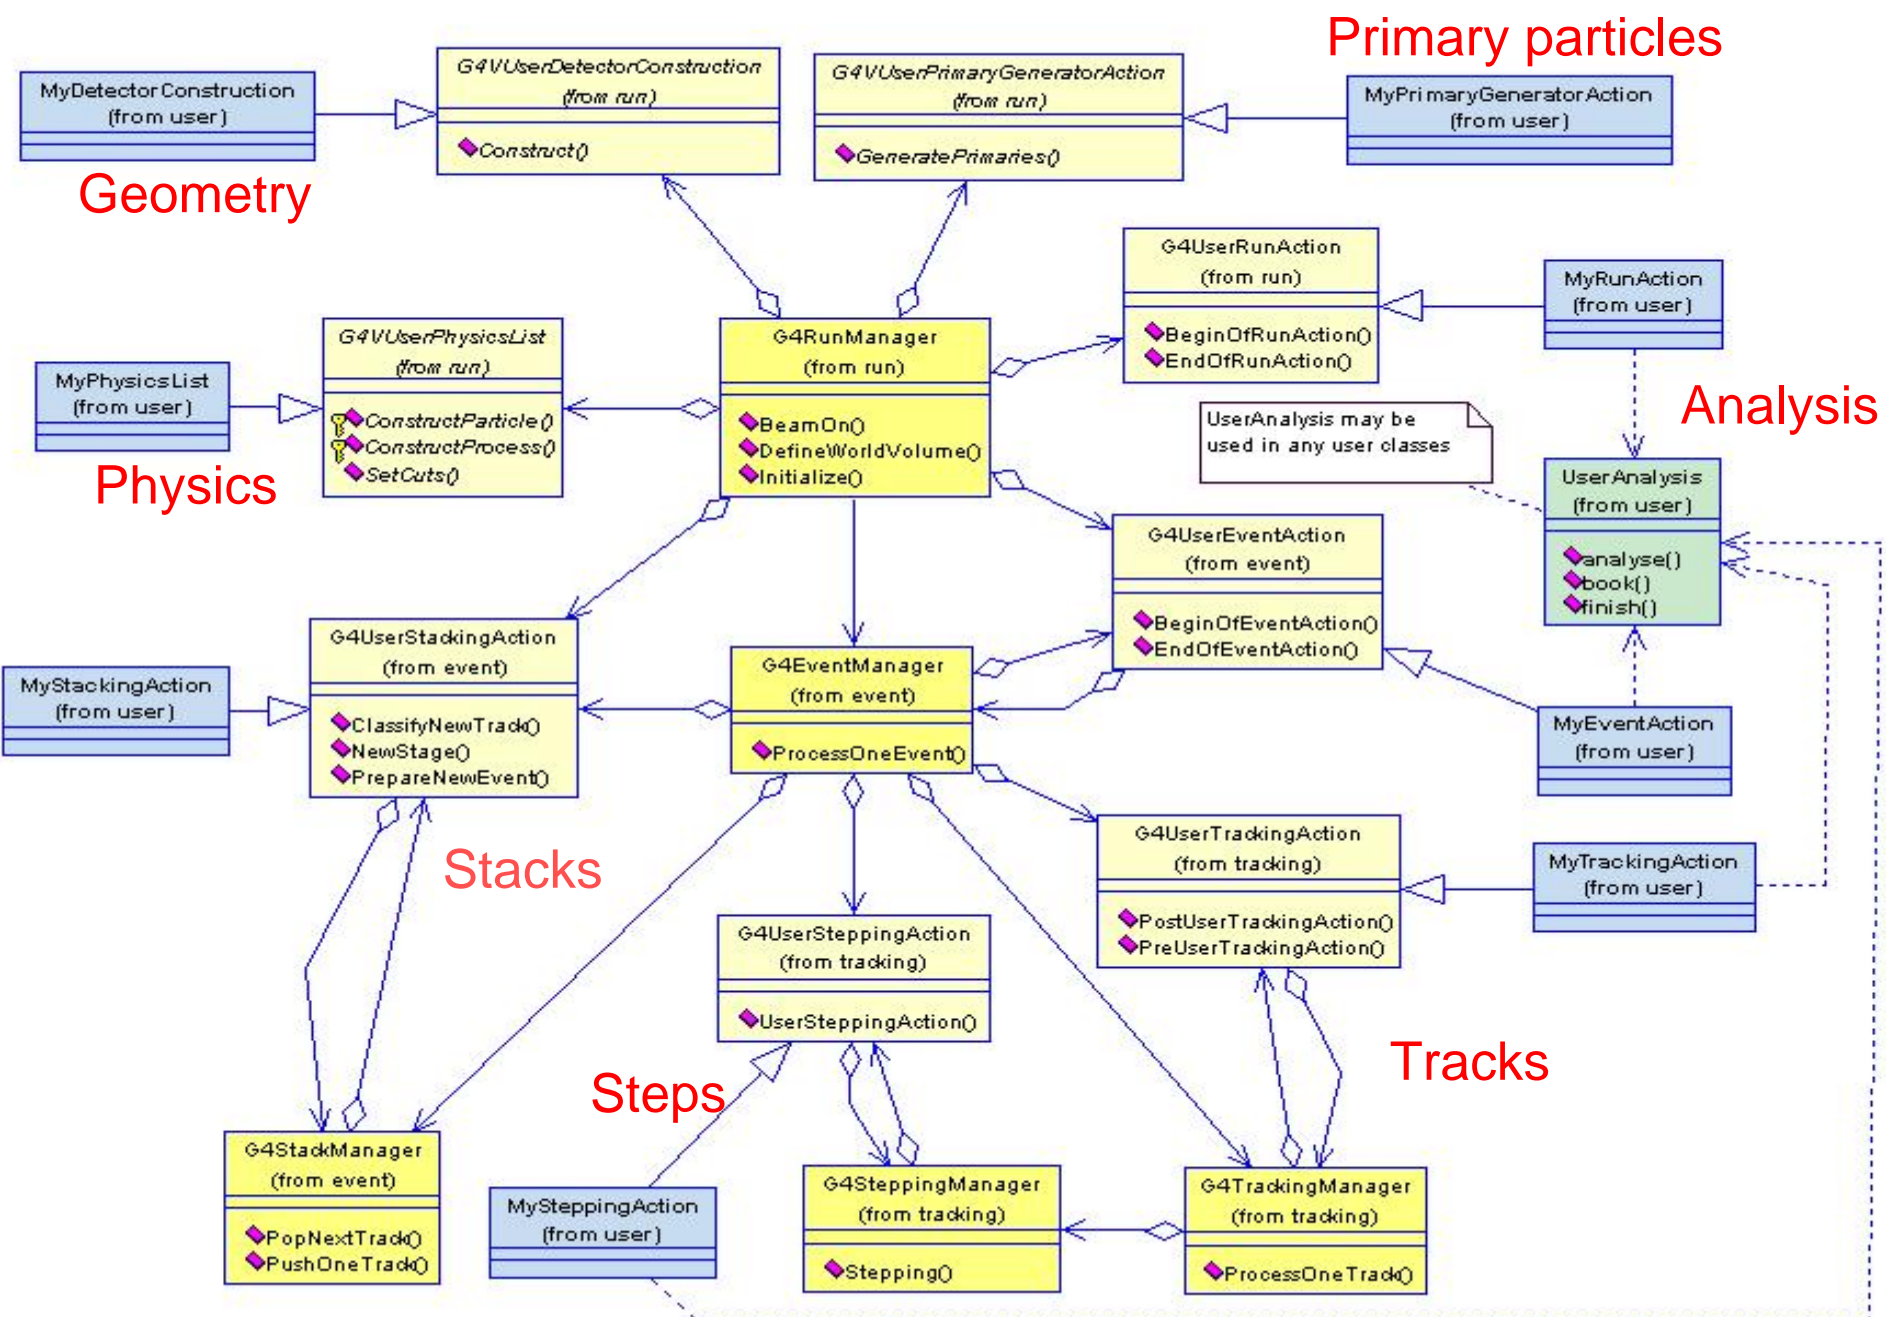 Primary particles
G4VUserDetectorConstruction
(from run)
Construct()
G4VUserPrimaryGeneratorAction
(from run)
GeneratePrimaries()
MyDetectorConstruction
(from user)
MyPrimaryGeneratorAction
(from user)
Geometry
G4UserRunAction
(from run)
BeginOfRunAction()
EndOfRunAction()
MyRunAction
(from user)
G4VUserPhysicsList
(from run)
ConstructParticle()
ConstructProcess()
SetCuts()
G4RunManager
(from run)
BeamOn()
DefineWorldVolume()
Initialize()
MyPhysicsList
(from user)
Physics
UserAnalysis may be
used in any user classes
Analysis
UserAnalysis
(from user)
analyse()
book()
finish()
G4UserEventAction
(from event)
BeginOfEventAction()
EndOfEventAction()
G4UserStackingAction
(from event)
ClassifyNewTrack()
NewStage()
PrepareNewEvent()
G4EventManager
(from event)
ProcessOneEvent()
MyStackingAction
(from user)
MyEventAction
(from user)
Stacks
G4UserTrackingAction
(from tracking)
PostUserTrackingAction()
PreUserTrackingAction()
MyTrackingAction
(from user)
G4UserSteppingAction
(from tracking)
UserSteppingAction()
Steps
Tracks
G4StackManager
(from event)
PopNextTrack()
PushOneTrack()
MySteppingAction
(from user)
G4SteppingManager
(from tracking)
Stepping()
G4TrackingManager
(from tracking)
ProcessOneTrack()